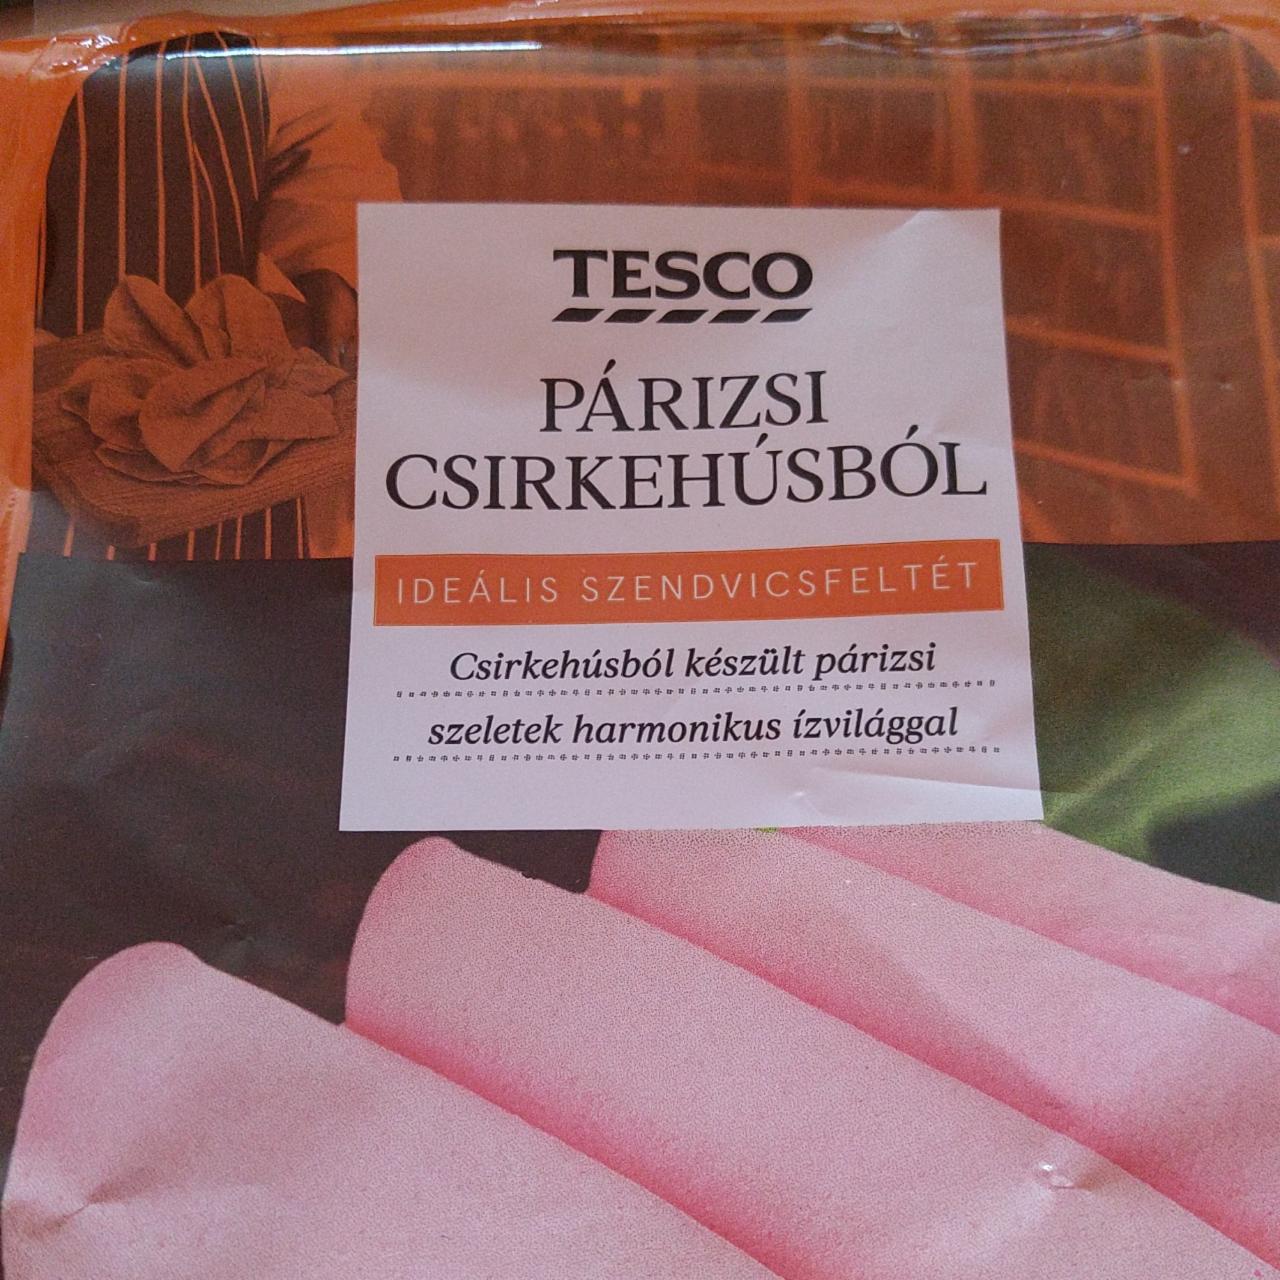 TESCO
PÁRIZSI
CSIRKEHÚSBÓL
IDEÁLIS SZENDVICSFELTÉT
Csirkehúsból készült párizsi
szeletek harmonikus ízvilággal